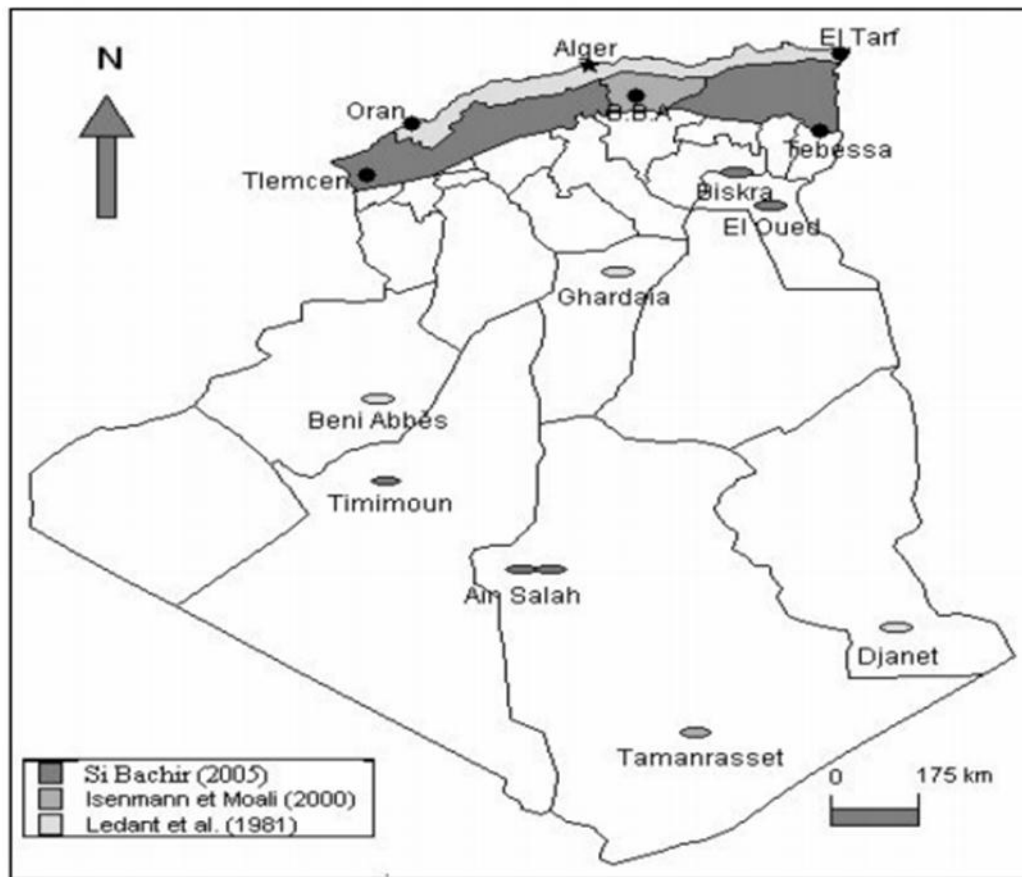 N
El Tarf
Alger
Oran
B.B.A
Tebessa
Tlemcen
Biskra
El Oued
Ghardaia
Beni Abbès
Timimoun
Ain Salah
Djanet
Tamanrasset
Si Bachir (2005)
Isenmann et Moali (2000)
Ledant et al. (1981)
0 175 km